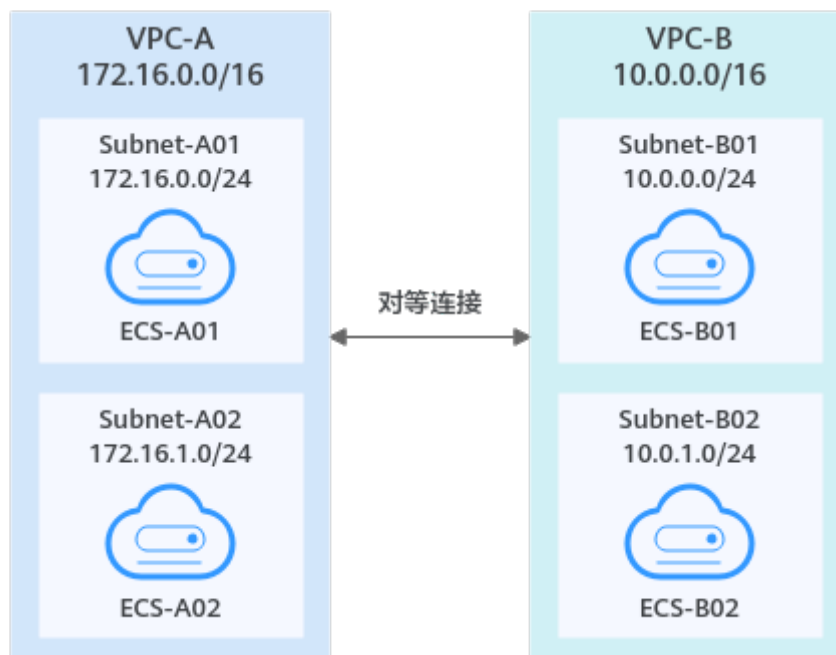 VPC-A
172.16.0.0/16
Subnet-A01
172.16.0.0/24
ECS-A01
Subnet-A02
172.16.1.0/24
ECS-A02
对等连接
VPC-B
10.0.0.0/16
Subnet-B01
10.0.0.0/24
ECS-B01
Subnet-B02
10.0.1.0/24
ECS-B02